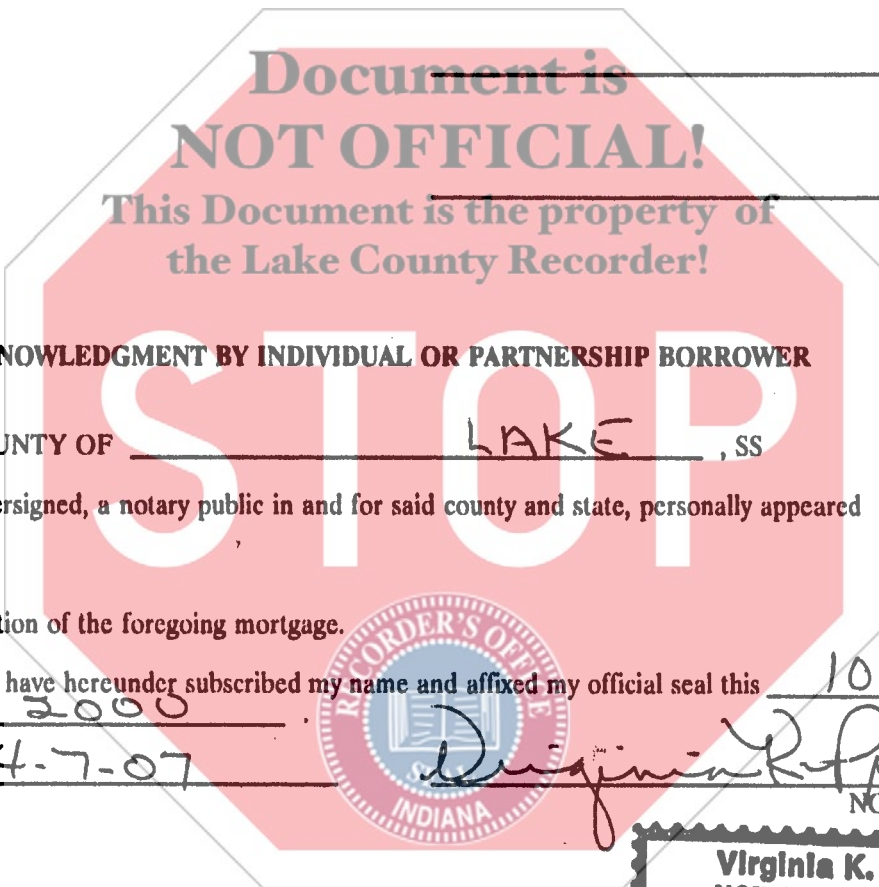 Document is
NOT OFFICIAL!
This Document is the property of
the Lake County Recorder!
STOP
NOWLEDGMENT BY INDIVIDUAL OR PARTNERSHIP BORROWER
UNTY OF LAKE , SS
ersigned, a notary public in and for said county and state, personally appeared
,
tion of the foregoing mortgage.
have hereunder subscribed my name and affixed my official seal this 10
2000 .
4-7-07 Virginia K.
RECORDER'S OFFICE
INDIANA
NO
Virginia K.